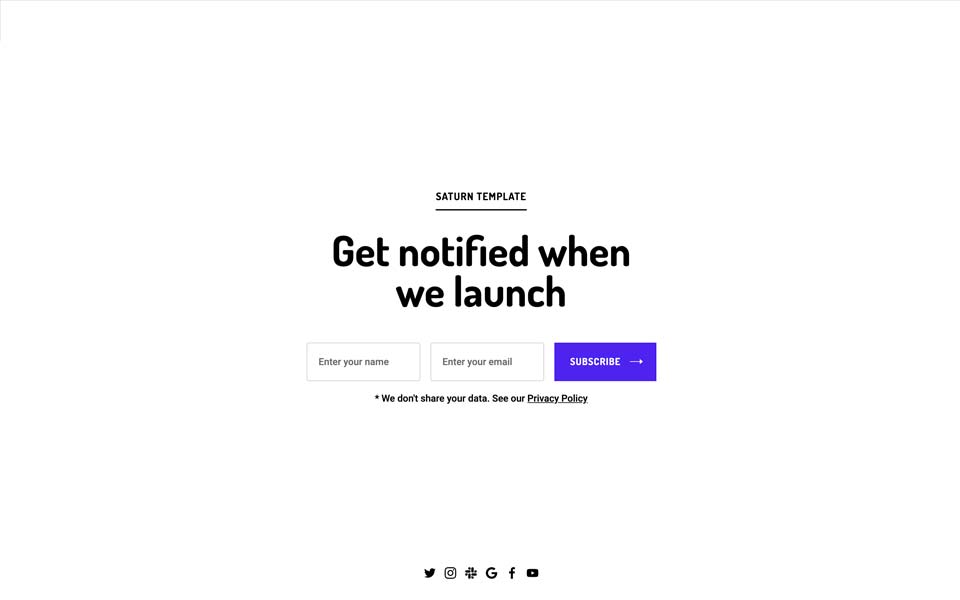 SATURN TEMPLATE
Get notified when
we launch
Enter your name
Enter your email
SUBSCRIBE
* We don't share your data. See our Privacy Policy